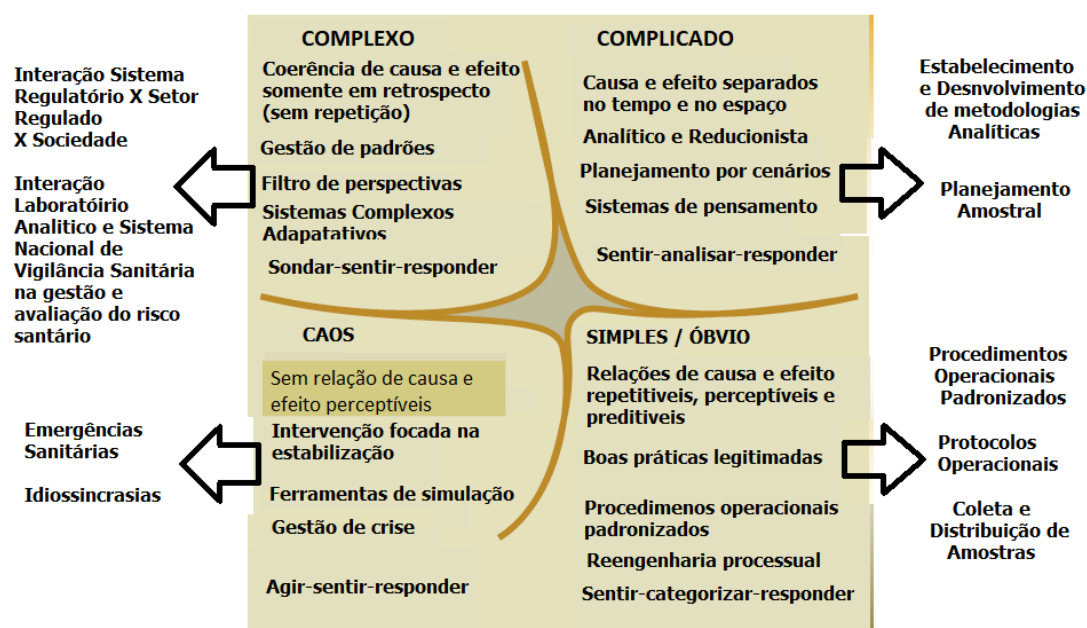 COMPLEXO
Coerência de causa e efeito
somente em retrospecto
(sem repetição)
Gestão de padrões
Filtro de perspectivas
Sistemas Complexos
Adapatativos
Sondar-sentir-responder
COMPLICADO
Causa e efeito separados
no tempo e no espaço
Analítico e Reducionista
Planejamento por cenários
Sistemas de pensamento
Sentir-analisar-responder
Interação Sistema
Regulatório X Setor
Regulado
X Sociedade
Interação
Laboratóirio
Analitico e Sistema
Nacional de
Vigilância Sanitária
na gestão e
avaliação do risco
santário
Estabelecimento
e Desnvolvimento
de metodologias
Analíticas
Planejamento
Amostral
CAOS
Sem relação de causa e
efeito perceptíveis
Intervenção focada na
estabilização
Ferramentas de simulação
Gestão de crise
Agir-sentir-responder
SIMPLES / ÓBVIO
Relações de causa e efeito
repetitiveis, perceptíveis e
preditiveis
Boas práticas legitimadas
Procedimenos operacionais
padronizados
Reengenharia processual
Sentir-categorizar-responder
Emergências
Sanitárias
Idiossincrasias
Procedimentos
Operacionais
Padronizados
Protocolos
Operacionais
Coleta e
Distribuição de
Amostras